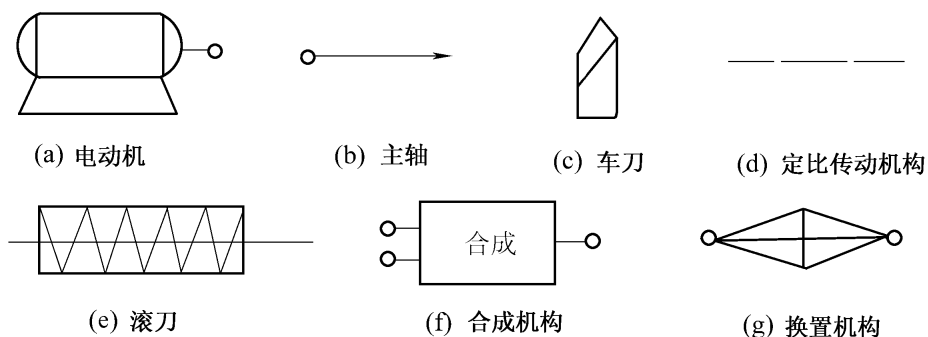 (a) 电动机
(b) 主轴
(c) 车刀
(d) 定比传动机构
合成
(e) 滚刀
(f) 合成机构
(g) 换置机构